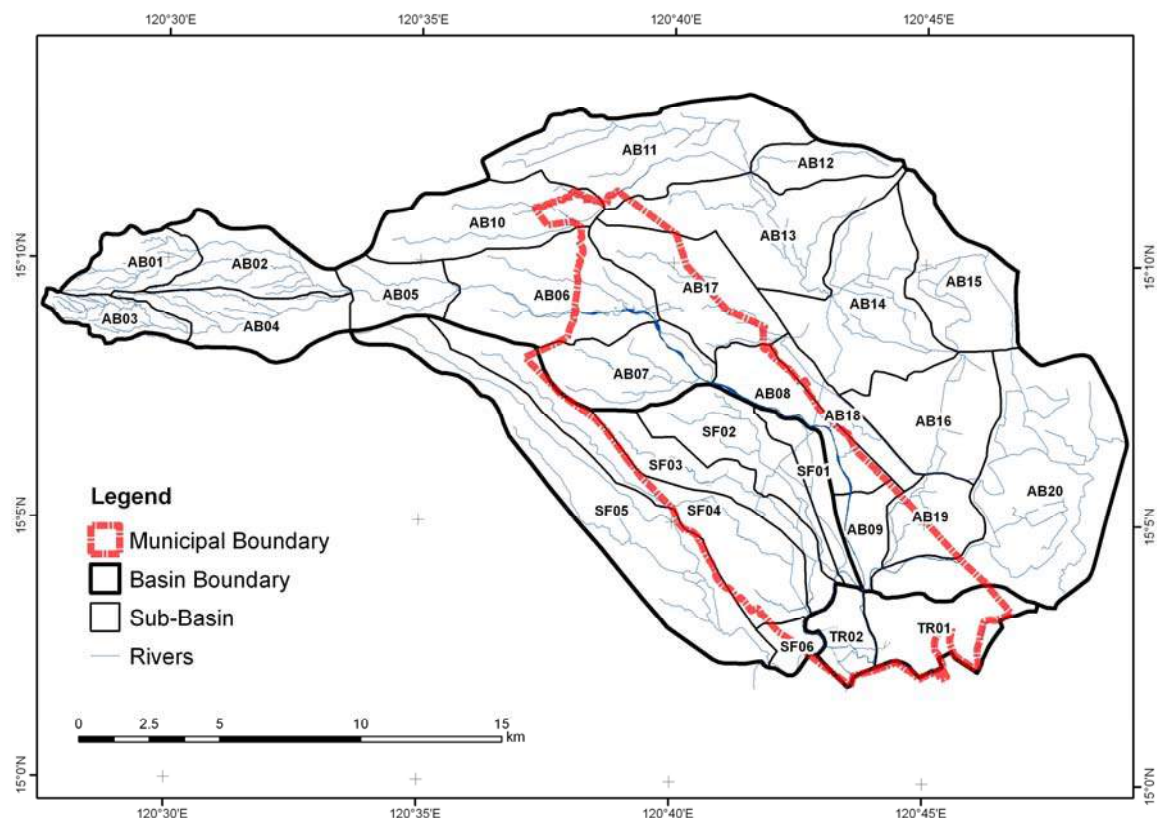 120°30'E 120°35'E 120°40'E 120°45'E
AB11
AB12
AB10
AB13
AB01 AB02
15°10'N 15°10'N
AB17
AB15
AB05 AB06
AB14
AB03 AB04
AB07
AB08
AB18 AB16
SF02
SF01
SF03
Legend
AB20
SF05 SF04
AB19
15°5'N 15°5'N
Municipal Boundary
AB09
Basin Boundary
Sub-Basin
TR01
TR02
SF06
Rivers
0 2.5 5 10 15
km
15°0'N 15°0'N
120°30'E 120°35'E 120°40'E 120°45'E